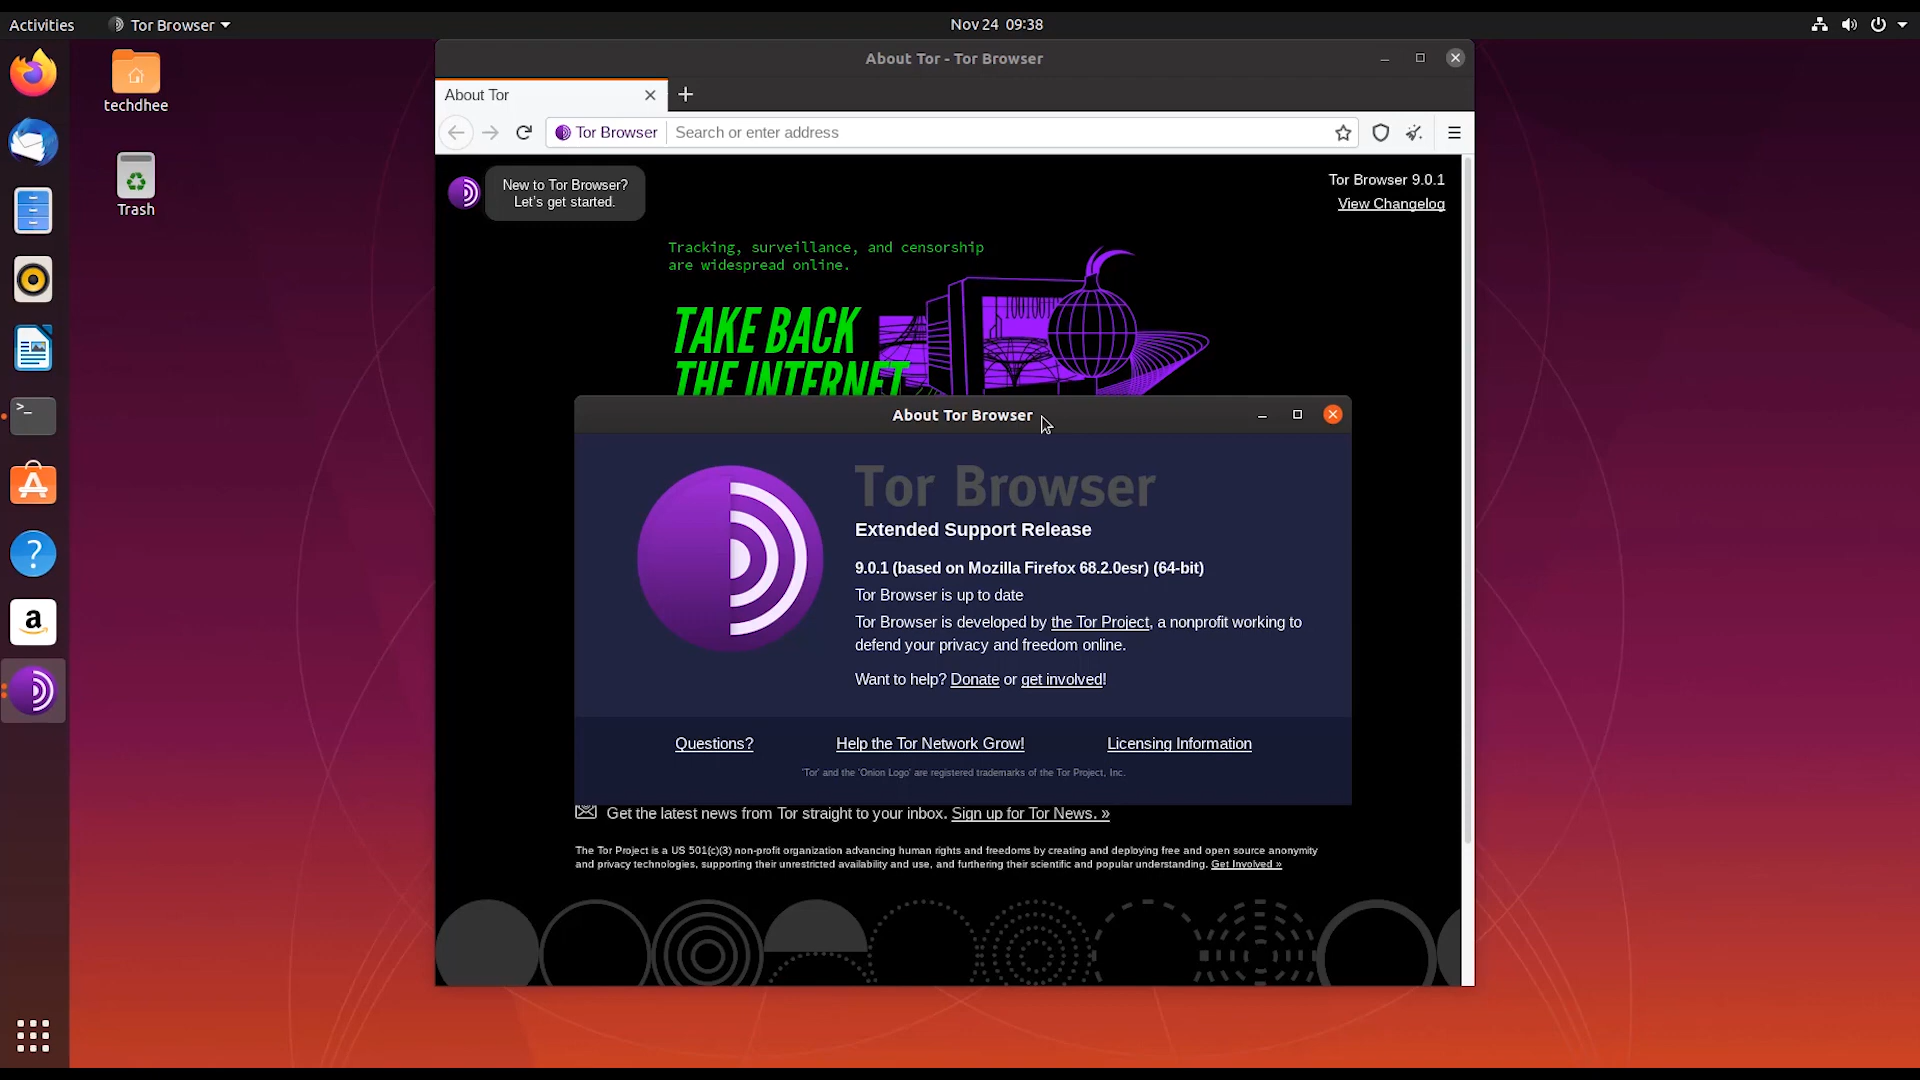 Activities
Tor Browser
Nov 24 09:38
techdhee
Trash
About Tor - Tor Browser
About Tor
Tor Browser
Search or enter address
New to Tor Browser?
Let's get started.
Tor Browser 9.0.1
View Changelog
Tracking, surveillance, and censorship
are widespread online.
TAKE BACK
THE INTERNET
About Tor Browser
Tor Browser
Extended Support Release
9.0.1 (based on Mozilla Firefox 68.2.0esr) (64-bit)
Tor Browser is up to date
Tor Browser is developed by the Tor Project, a nonprofit working to
defend your privacy and freedom online.
Want to help? Donate or get involved!
Questions?
Help the Tor Network Grow!
Licensing Information
'Tor' and the 'Onion Logo' are registered trademarks of the Tor Project, Inc.
Get the latest news from Tor straight to your inbox. Sign up for Tor News. »
The Tor Project is a US 501(c)(3) non-profit organization advancing human rights and freedoms by creating and deploying free and open source anonymity
and privacy technologies, supporting their unrestricted availability and use, and furthering their scientific and popular understanding. Get Involved »